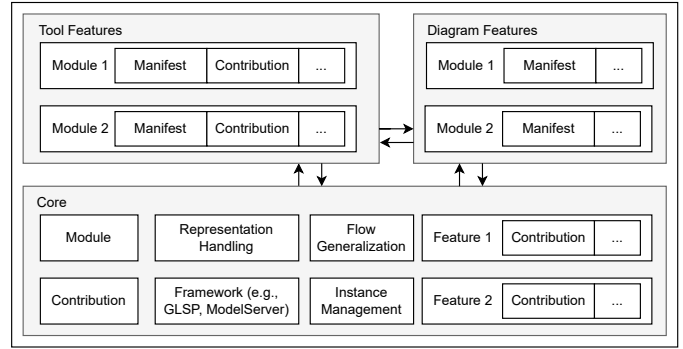 Tool Features
Module 1 Manifest Contribution ...
Module 2 Manifest Contribution ...
Diagram Features
Module 1 Manifest ...
Module 2 Manifest ...
Core
Module
Representation
Handling
Flow
Generalization
Feature 1 Contribution ...
Contribution
Framework (e.g.,
GLSP, ModelServer)
Instance
Management
Feature 2 Contribution ...